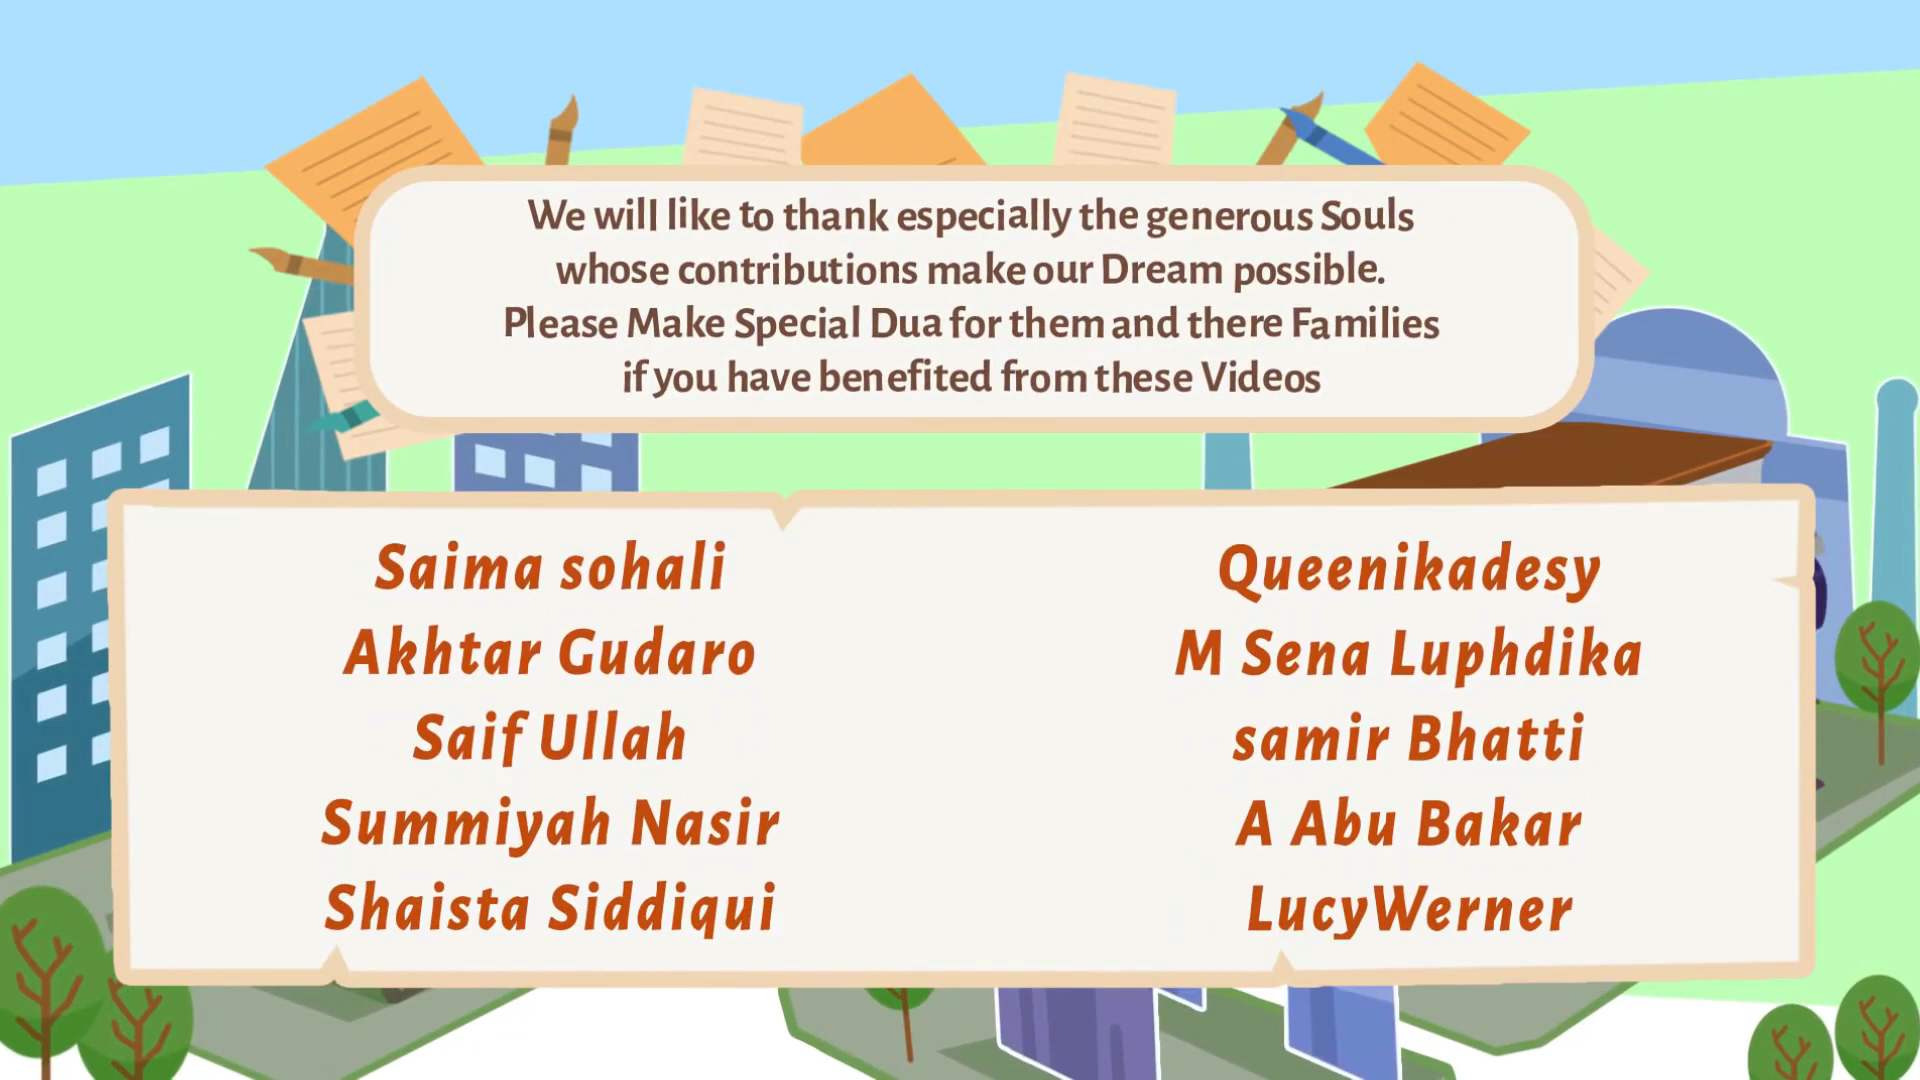 We will like to thank especially the generous Souls
whose contributions make our Dream possible.
Please Make Special Dua for them and there Families
if you have benefited from these Videos
Saima sohali
Akhtar Gudaro
Saif Ullah
Summiyah Nasir
Shaista Siddiqui
Queenikadesy
M Sena Luphdika
samir Bhatti
A Abu Bakar
LucyWerner